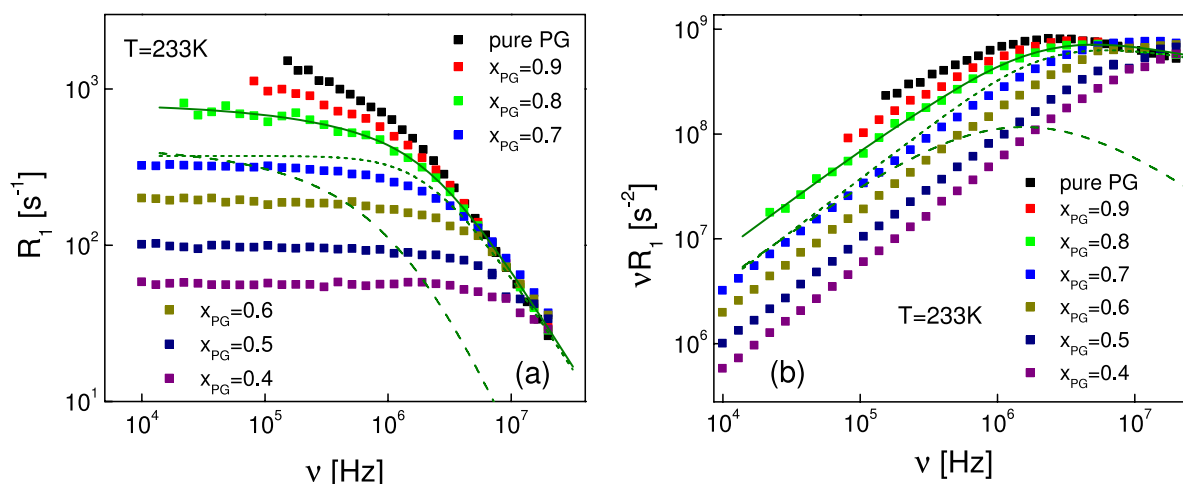 T=233K
pure PG
x_PG=0.9
x_PG=0.8
x_PG=0.7
x_PG=0.6
x_PG=0.5
x_PG=0.4
(a)
10^3
10^2
10^1
R_1 [s^-1]
10^4 10^5 10^6 10^7
ν [Hz]
10^9
10^8
10^7
10^6
νR_1 [s^-2]
pure PG
x_PG=0.9
x_PG=0.8
x_PG=0.7
x_PG=0.6
x_PG=0.5
x_PG=0.4
T=233K
(b)
10^4 10^5 10^6 10^7
ν [Hz]